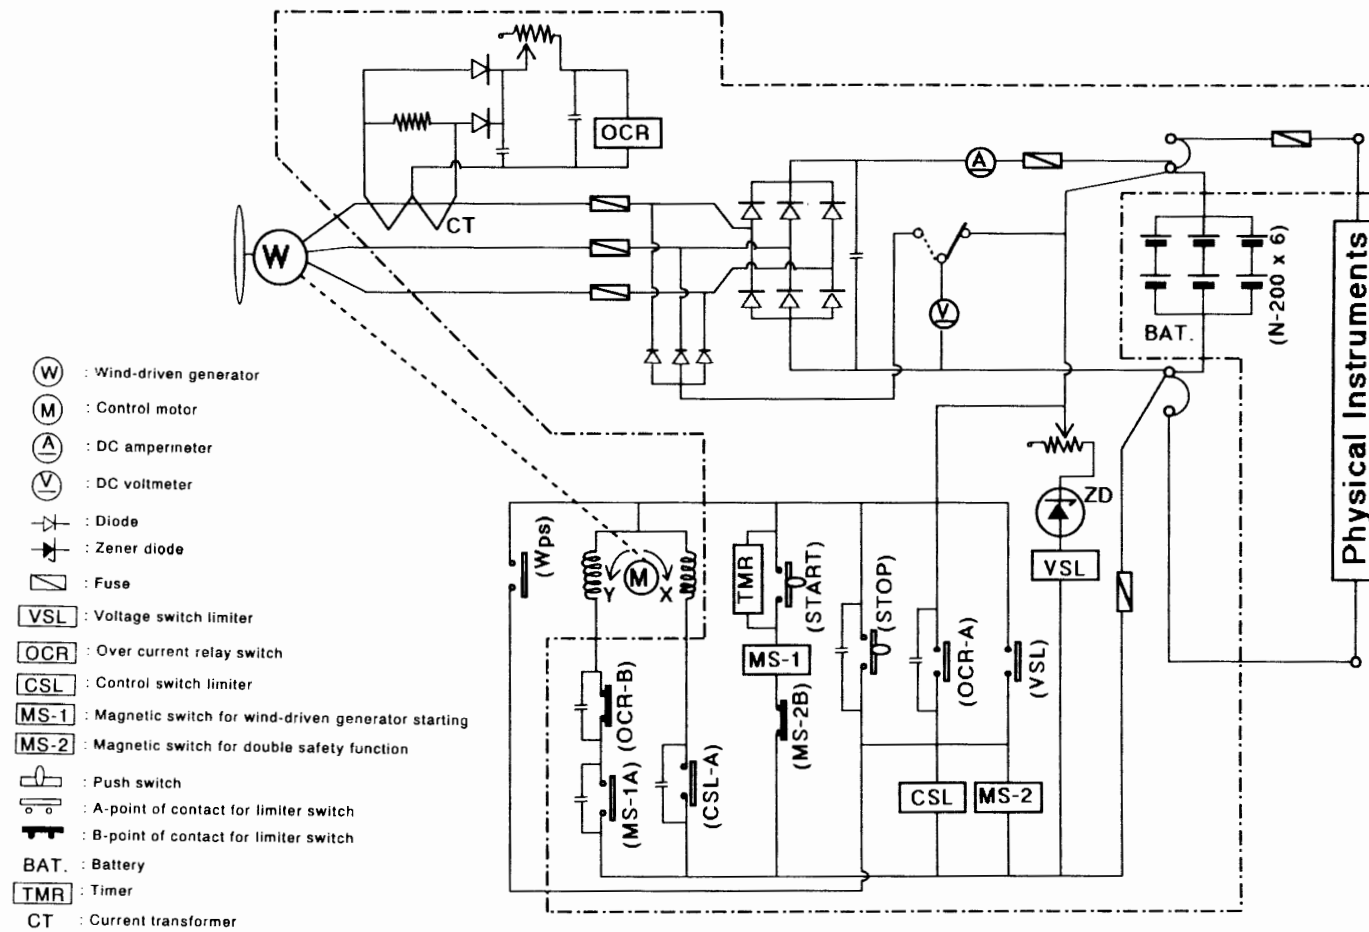 OCR
A
CT
W
V
BAT.
(N-200 x 6)
Physical Instruments
ZD
VSL
(Wps)
Y
M
X
TMR
(START)
(STOP)
MS-1
(OCR-A)
(VSL)
(OCR-B)
(MS-2B)
(MS-1A)
(CSL-A)
CSL
MS-2
W : Wind-driven generator
M : Control motor
A : DC ampermeter
V : DC voltmeter
: Diode
: Zener diode
: Fuse
VSL : Voltage switch limiter
OCR : Over current relay switch
CSL : Control switch limiter
MS-1 : Magnetic switch for wind-driven generator starting
MS-2 : Magnetic switch for double safety function
: Push switch
: A-point of contact for limiter switch
: B-point of contact for limiter switch
BAT. : Battery
TMR : Timer
CT : Current transformer